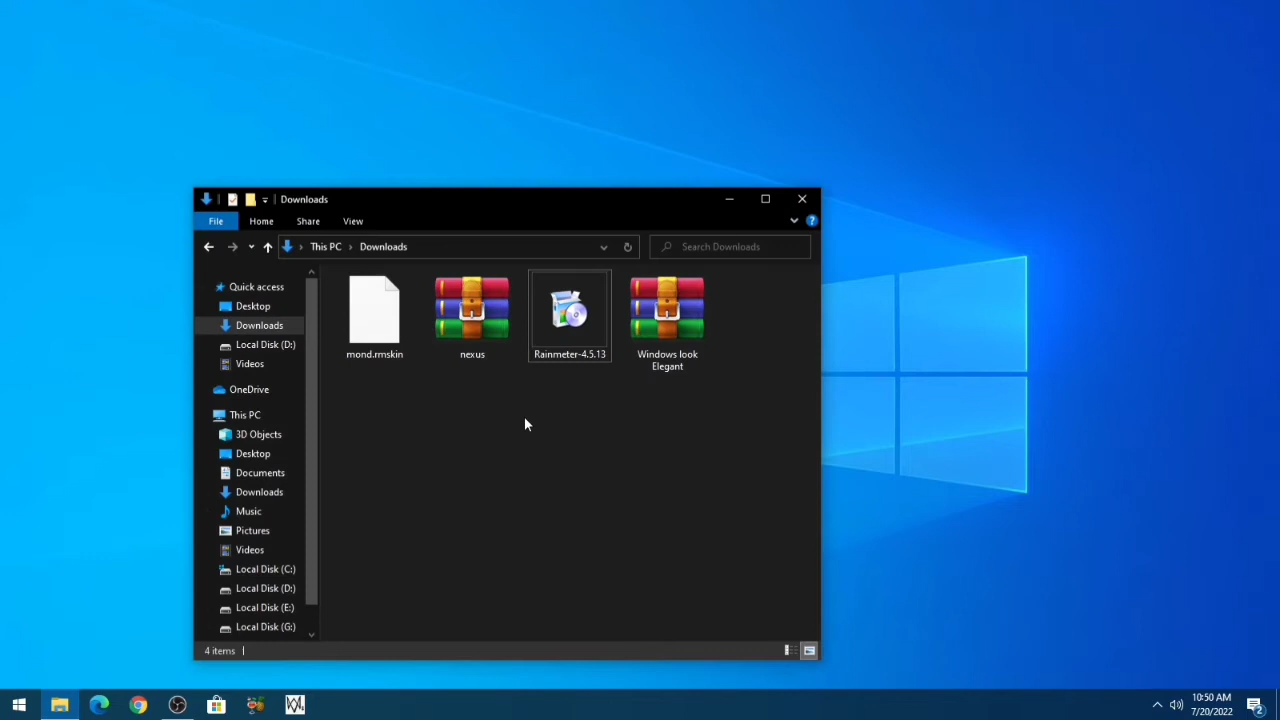 Downloads
File Home Share View
This PC Downloads Search Downloads
Quick access
Desktop
Downloads
Local Disk (D:)
Videos
OneDrive
This PC
3D Objects
Desktop
Documents
Downloads
Music
Pictures
Videos
Local Disk (C:)
Local Disk (D:)
Local Disk (E:)
Local Disk (G:)
mond.rmskin
nexus
Rainmeter-4.5.13
Windows look
Elegant
4 items
10:50 AM
7/20/2022
2